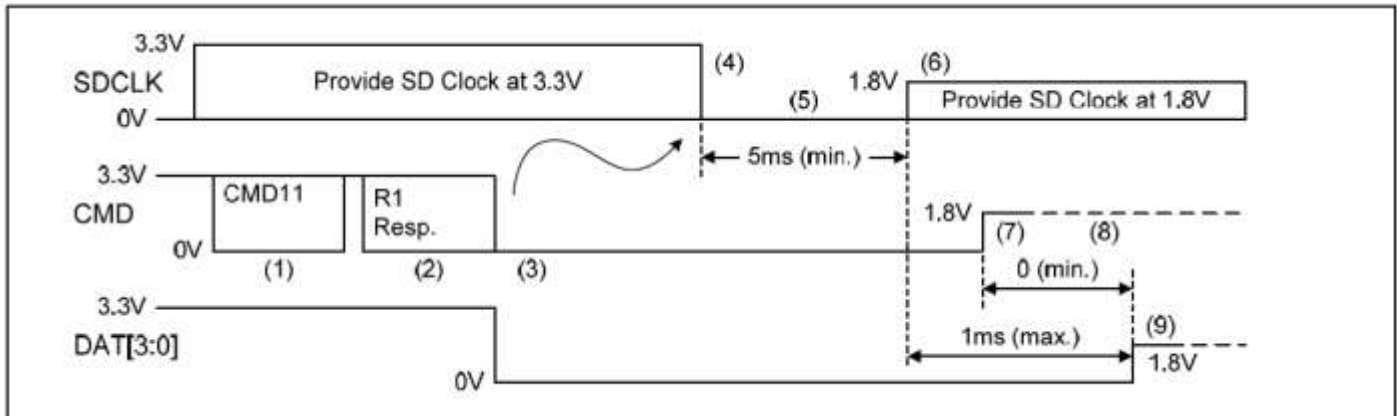 3.3V
SDCLK
Provide SD Clock at 3.3V
(4)
1.8V
(6)
(5)
Provide SD Clock at 1.8V
0V
5ms (min.)
3.3V
CMD
CMD11
R1
Resp.
1.8V
(7)
(8)
0V
(1)
(2)
(3)
0 (min.)
3.3V
DAT[3:0]
1ms (max.)
(9)
1.8V
0V